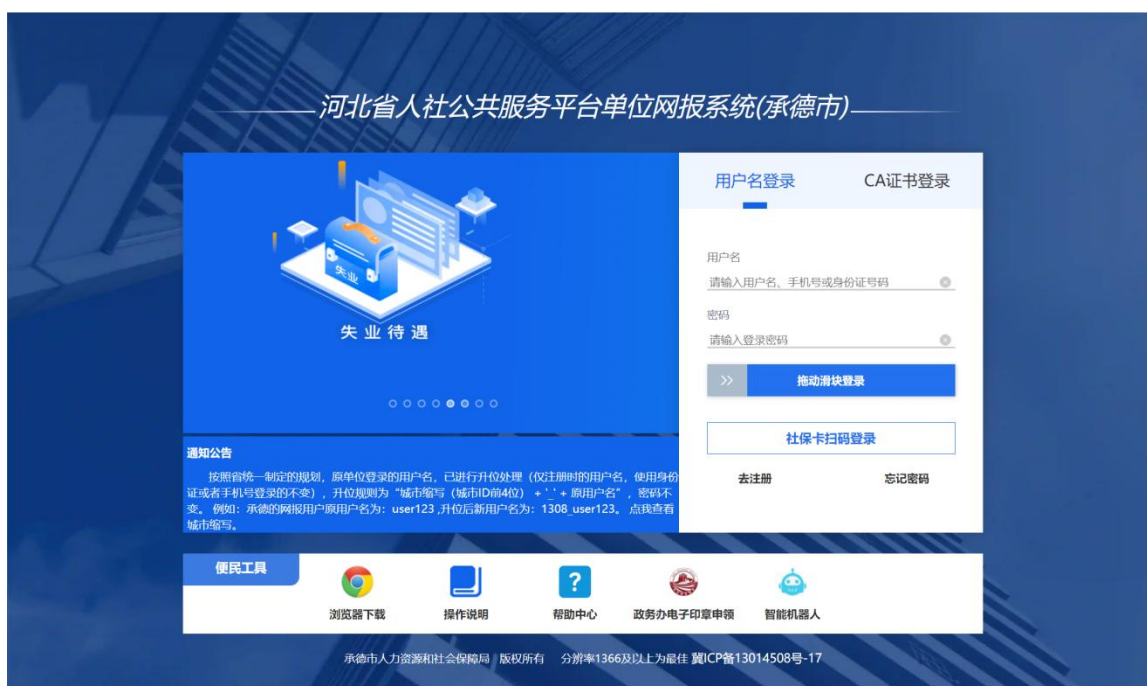 河北省人社公共服务平台单位网报系统(承德市)
失业
失业待遇
通知公告
按照省统一制定的规划，原单位登录的用户名，已进行升位处理（仅注册时的用户名，使用身份
证或者手机号登录的不变），升位规则为“城市缩写（城市ID前4位）+'_'+原用户名”，密码不
变。例如：承德的网报用户原用户名为：user123 ,升位后新用户名为：1308_user123。 点我查看
城市缩写。
用户名登录
CA证书登录
用户名
请输入用户名、手机号或身份证号码
密码
请输入登录密码
>> 拖动滑块登录
社保卡扫码登录
去注册
忘记密码
便民工具
浏览器下载
操作说明
帮助中心
政务办电子印章申领
智能机器人
承德市人力资源和社会保障局 版权所有 分辨率1366及以上为最佳 冀ICP备13014508号-17